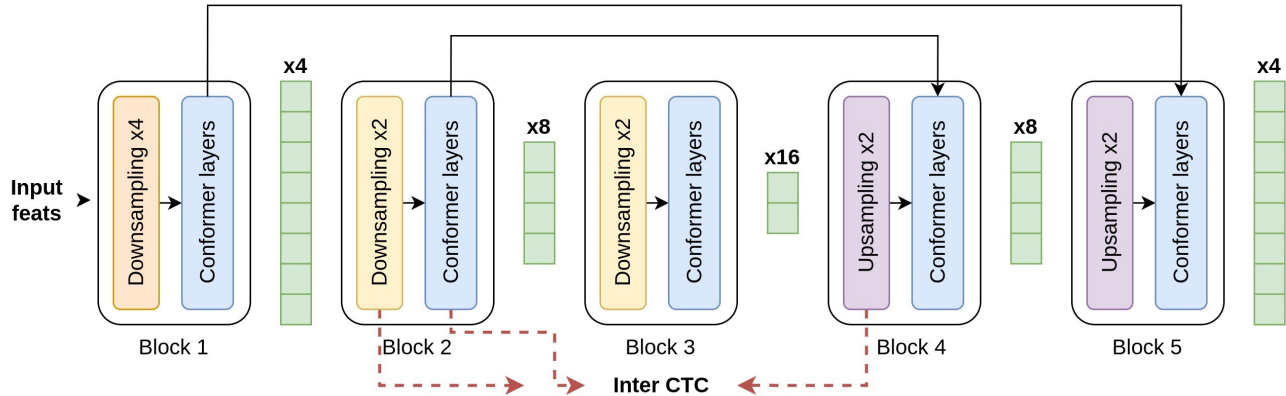 x4
x8
x16
x8
x4
Input
feats
Downsampling x4
Conformer layers
Downsampling x2
Conformer layers
Downsampling x2
Conformer layers
Upsampling x2
Conformer layers
Upsampling x2
Conformer layers
Block 1
Block 2
Block 3
Block 4
Block 5
Inter CTC